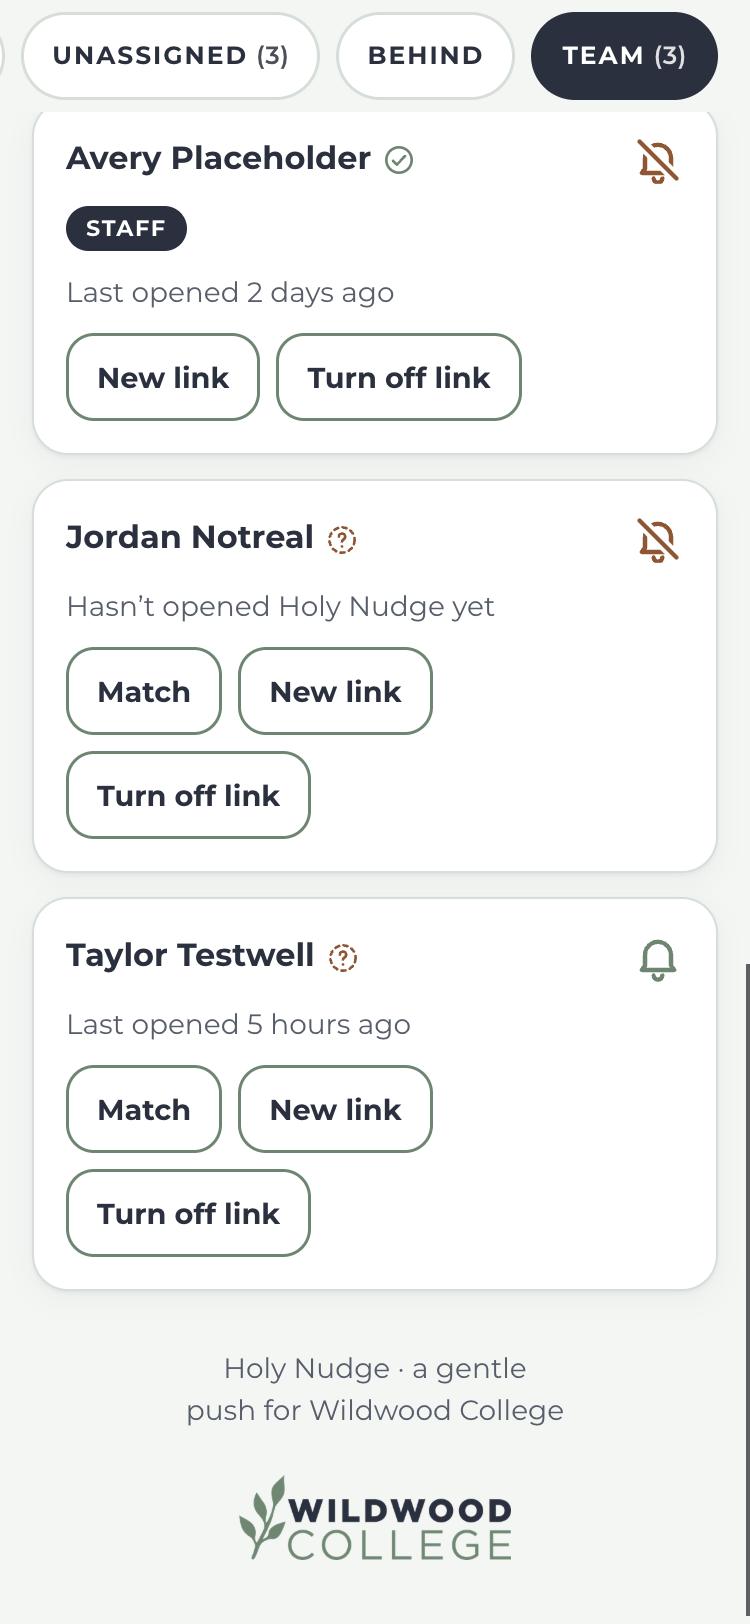 UNASSIGNED (3) BEHIND TEAM (3)
Avery Placeholder
STAFF
Last opened 2 days ago
New link Turn off link
Jordan Notreal
Hasn’t opened Holy Nudge yet
Match New link
Turn off link
Taylor Testwell
Last opened 5 hours ago
Match New link
Turn off link
Holy Nudge · a gentle
push for Wildwood College
WILDWOOD
COLLEGE